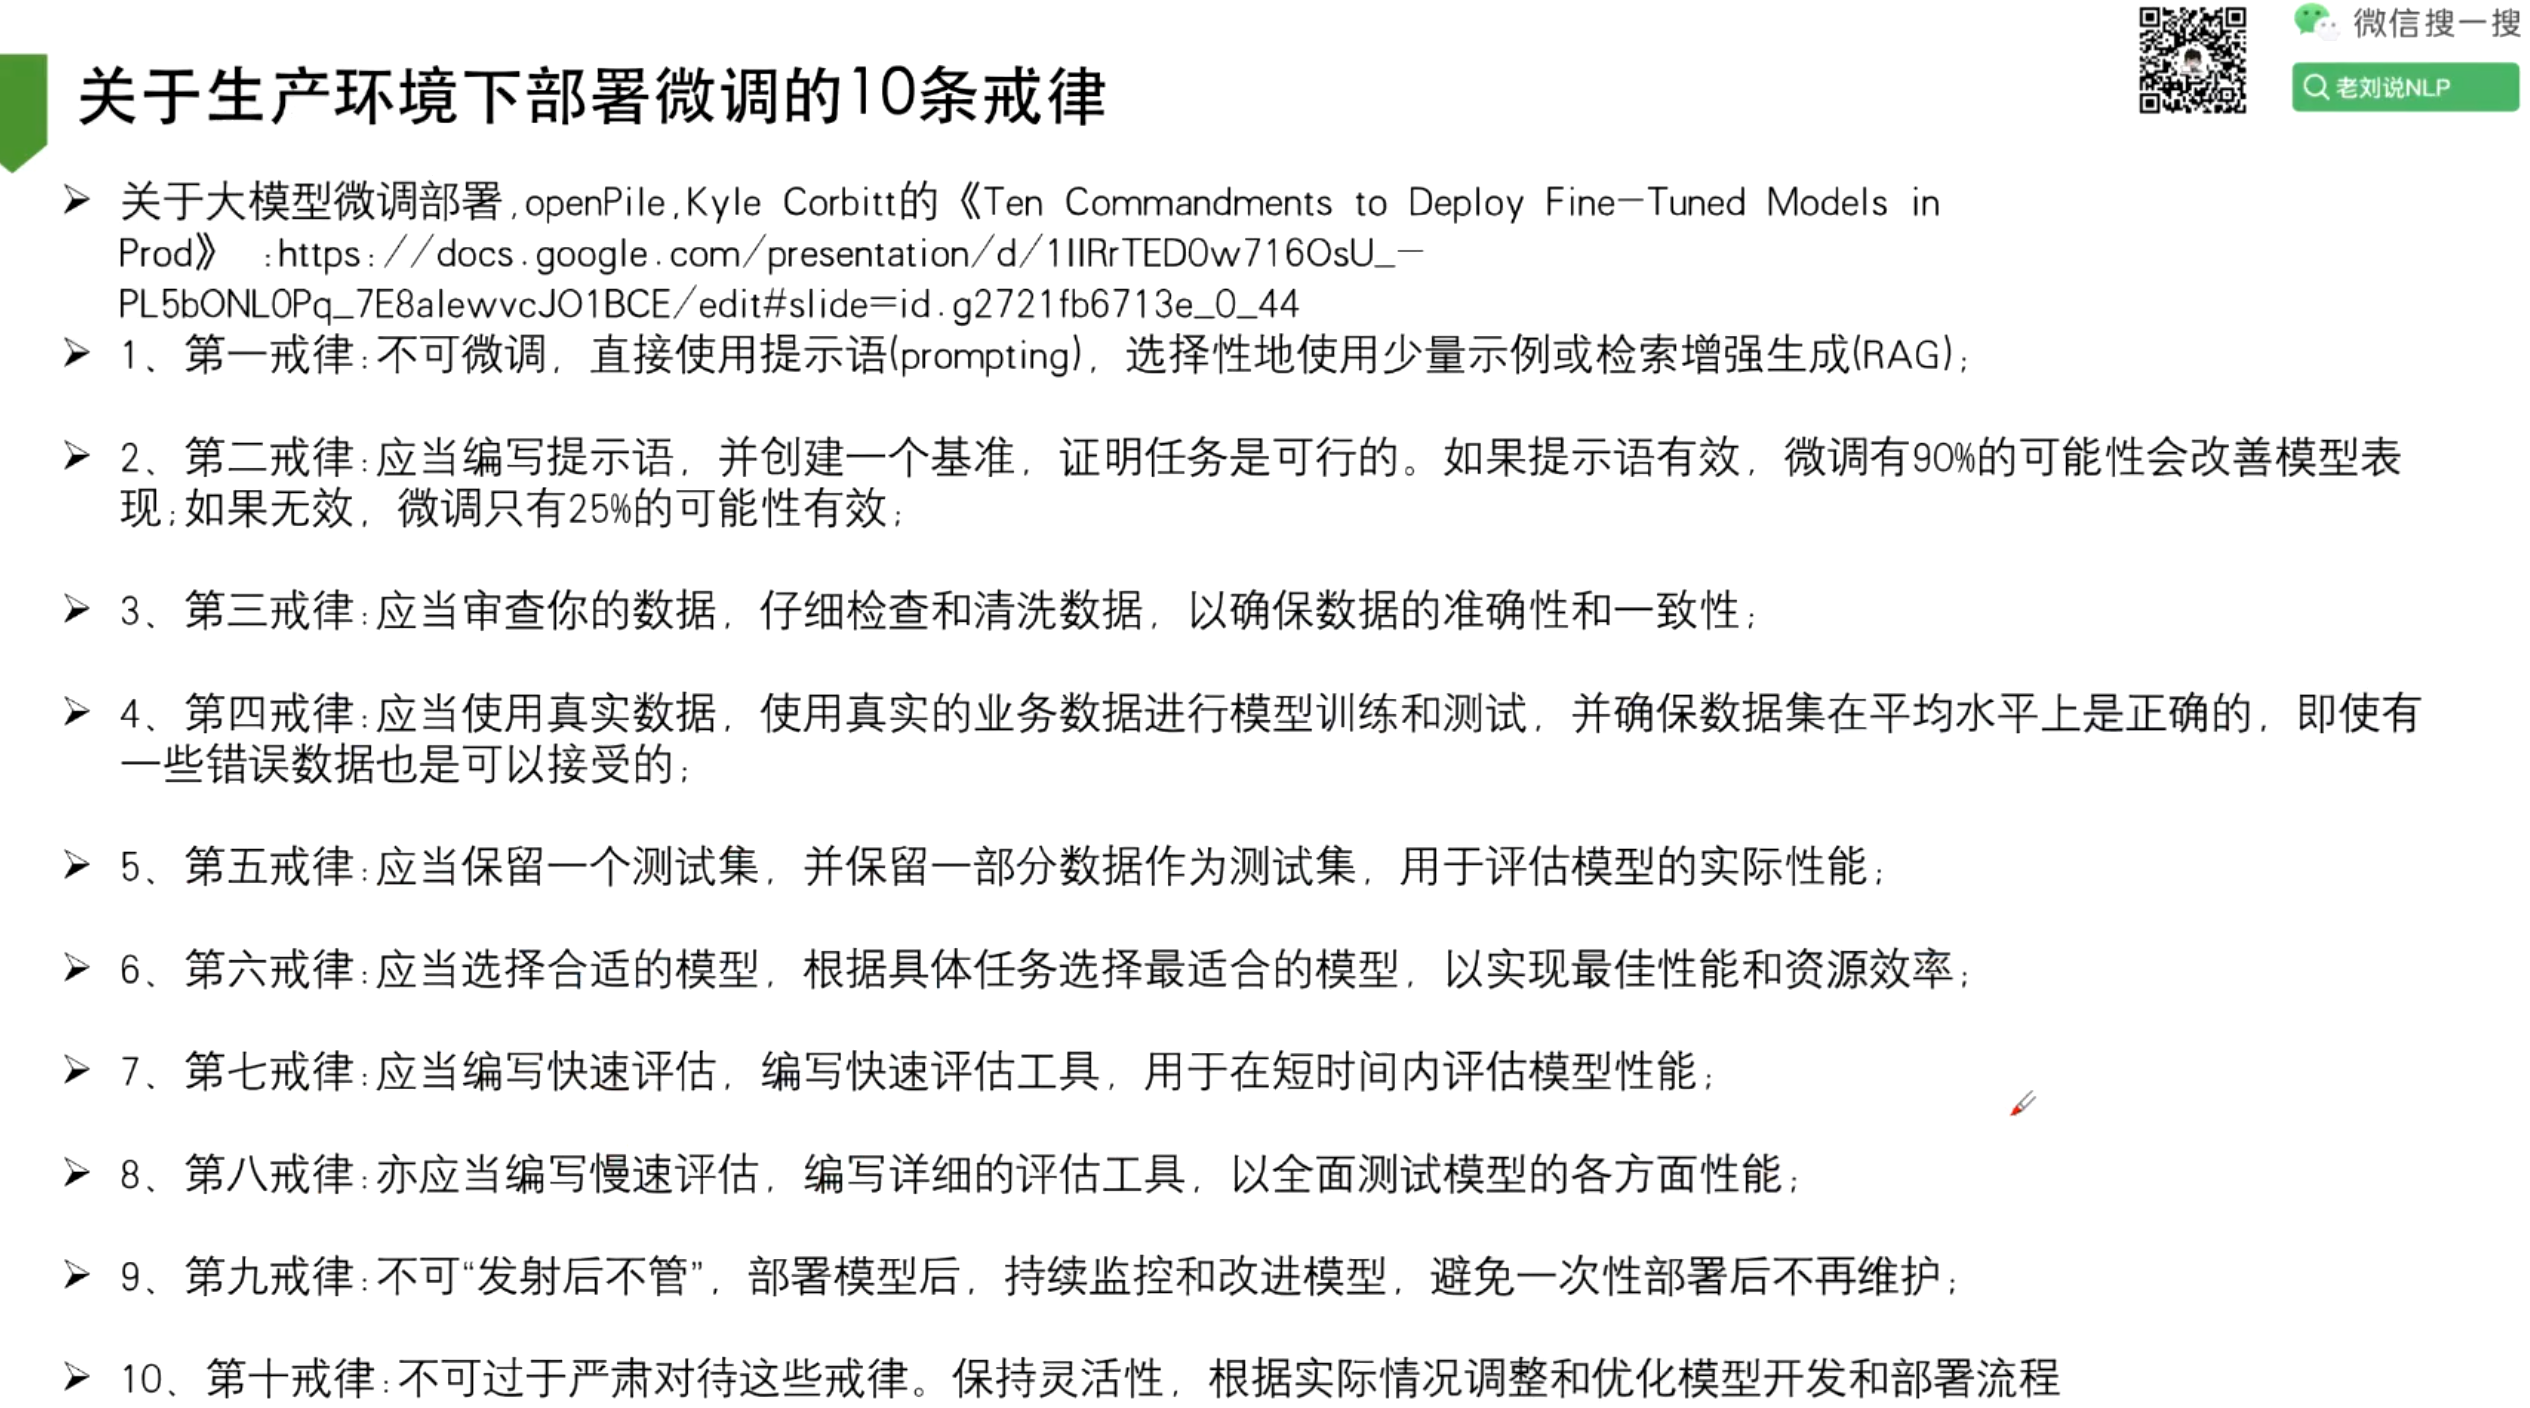 微信搜一搜
老刘说NLP
关于生产环境下部署微调的10条戒律
关于大模型微调部署,openPile,Kyle Corbitt的《Ten Commandments to Deploy Fine-Tuned Models in
Prod》 :https://docs.google.com/presentation/d/1IIRrTED0w716OsU_-
PL5bONL0Pq_7E8alewvcJO1BCE/edit#slide=id.g2721fb6713e_0_44
1、第一戒律:不可微调，直接使用提示语(prompting)，选择性地使用少量示例或检索增强生成(RAG);
2、第二戒律:应当编写提示语，并创建一个基准，证明任务是可行的。如果提示语有效，微调有90%的可能性会改善模型表
现;如果无效，微调只有25%的可能性有效;
3、第三戒律:应当审查你的数据，仔细检查和清洗数据，以确保数据的准确性和一致性;
4、第四戒律:应当使用真实数据，使用真实的业务数据进行模型训练和测试，并确保数据集在平均水平上是正确的，即使有
一些错误数据也是可以接受的;
5、第五戒律:应当保留一个测试集，并保留一部分数据作为测试集，用于评估模型的实际性能;
6、第六戒律:应当选择合适的模型，根据具体任务选择最适合的模型，以实现最佳性能和资源效率;
7、第七戒律:应当编写快速评估，编写快速评估工具，用于在短时间内评估模型性能;
8、第八戒律:亦应当编写慢速评估，编写详细的评估工具，以全面测试模型的各方面性能;
9、第九戒律:不可“发射后不管”，部署模型后，持续监控和改进模型，避免一次性部署后不再维护;
10、第十戒律:不可过于严肃对待这些戒律。保持灵活性，根据实际情况调整和优化模型开发和部署流程